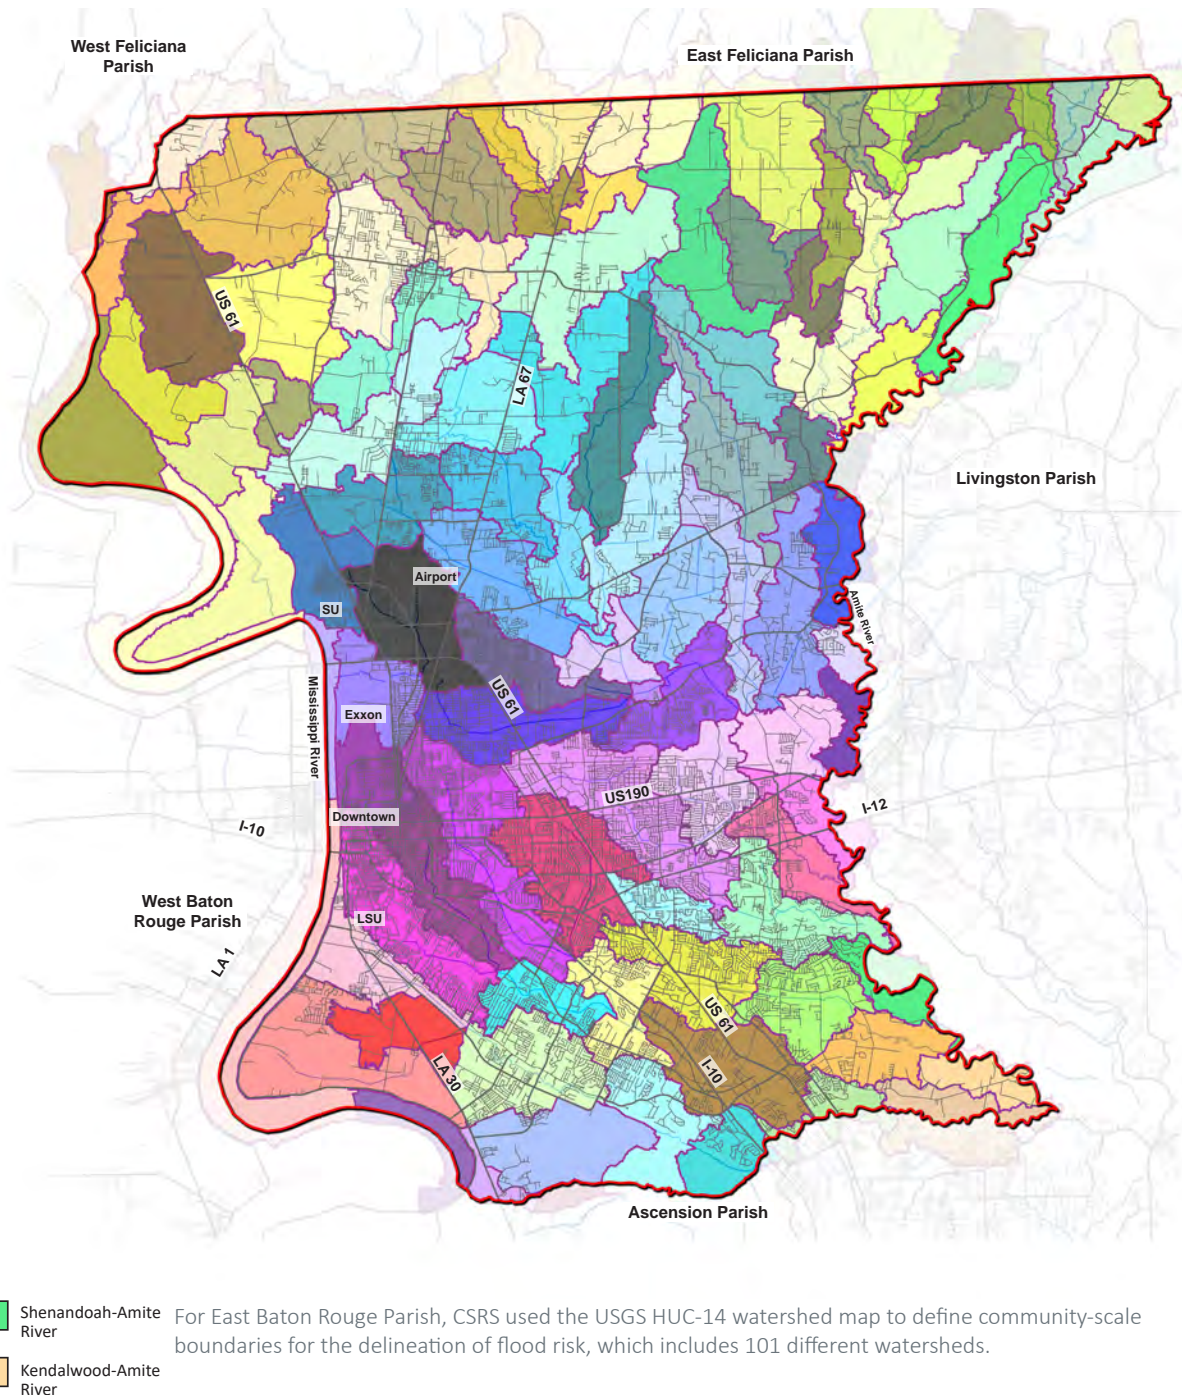 West Feliciana
Parish
East Feliciana Parish
US 61
LA 67
Livingston Parish
Airport
SU
Amite River
Mississippi River
US 61
Exxon
US190
Downtown
I-12
I-10
West Baton
Rouge Parish
LSU
LA 1
US 61
I-10
LA 30
Ascension Parish
Shenandoah-Amite
River
For East Baton Rouge Parish, CSRS used the USGS HUC-14 watershed map to define community-scale
boundaries for the delineation of flood risk, which includes 101 different watersheds.
Kendalwood-Amite
River